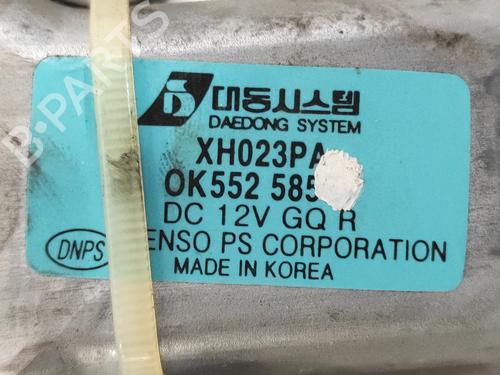 B-PARTS
대동시스템
DAEDONG SYSTEM
XH023PA
OK552 585
DC 12V GQ R
DNPS
ENSO PS CORPORATION
MADE IN KOREA